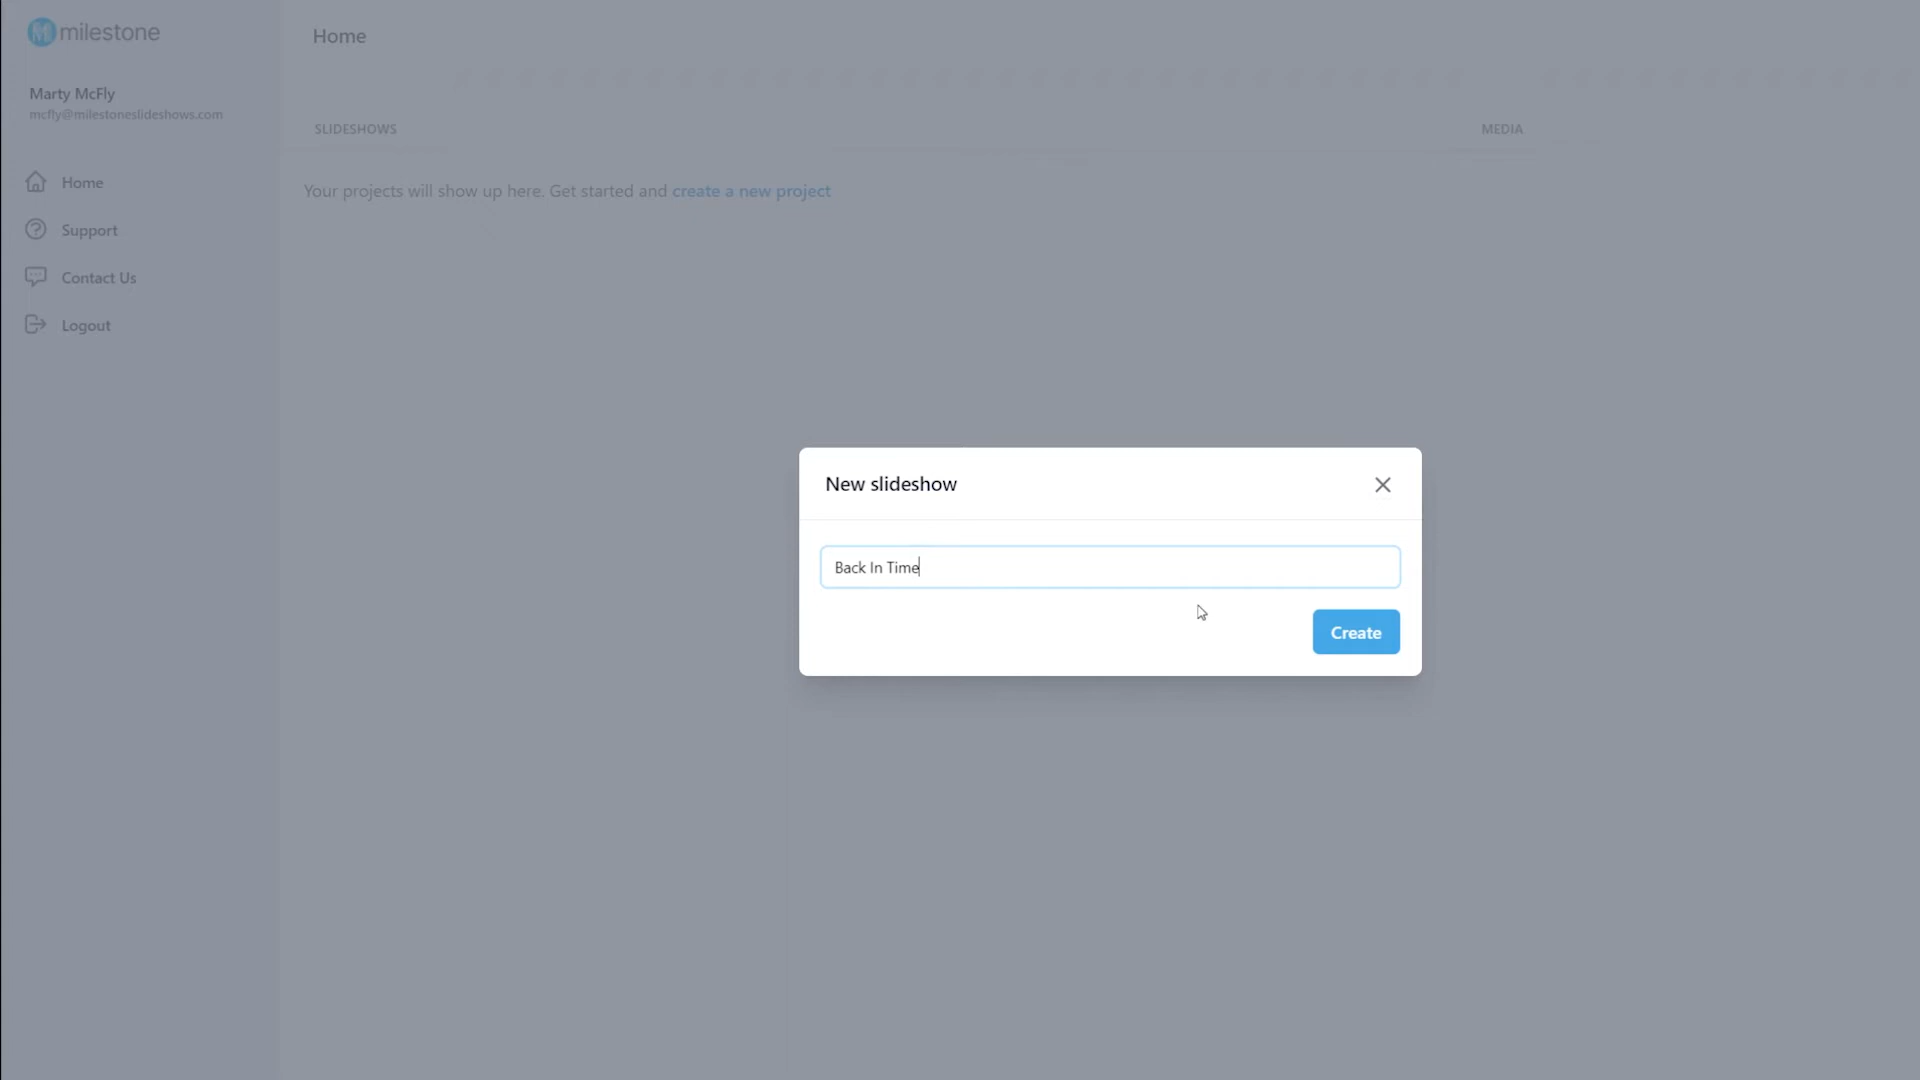 M milestone
Home
Marty McFly
mcfly@milestoneslideshows.com
SLIDESHOWS
MEDIA
Home
Your projects will show up here. Get started and create a new project
Support
Contact Us
Logout
New slideshow
Back In Time
Create